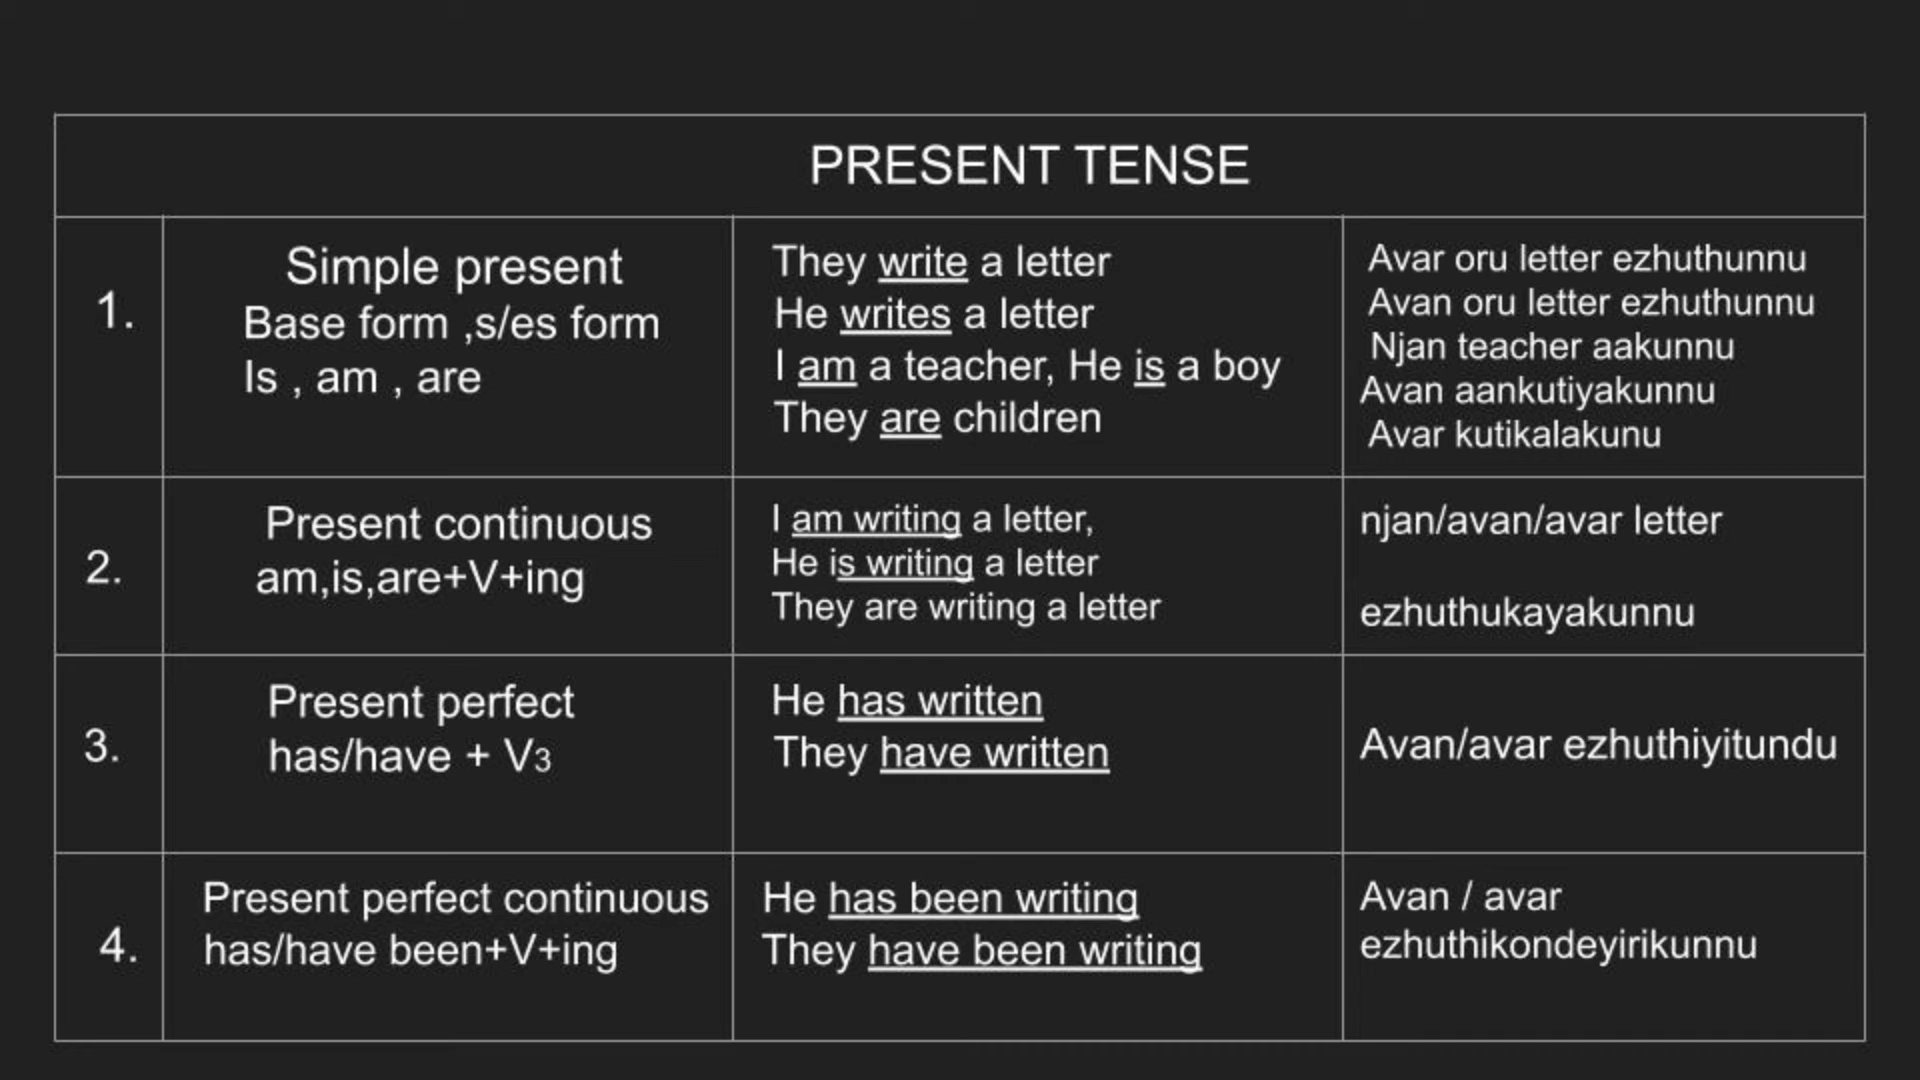 PRESENT TENSE
1.
Simple present
Base form ,s/es form
Is , am , are
They write a letter
He writes a letter
I am a teacher, He is a boy
They are children
Avar oru letter ezhuthunnu
Avan oru letter ezhuthunnu
Njan teacher aakunnu
Avan aankutiyakunnu
Avar kutikalakunu
2.
Present continuous
am,is,are+V+ing
I am writing a letter,
He is writing a letter
They are writing a letter
njan/avan/avar letter
ezhuthukayakunnu
3.
Present perfect
has/have + V3
He has written
They have written
Avan/avar ezhuthiyitundu
4.
Present perfect continuous
has/have been+V+ing
He has been writing
They have been writing
Avan / avar
ezhuthikondeyirikunnu